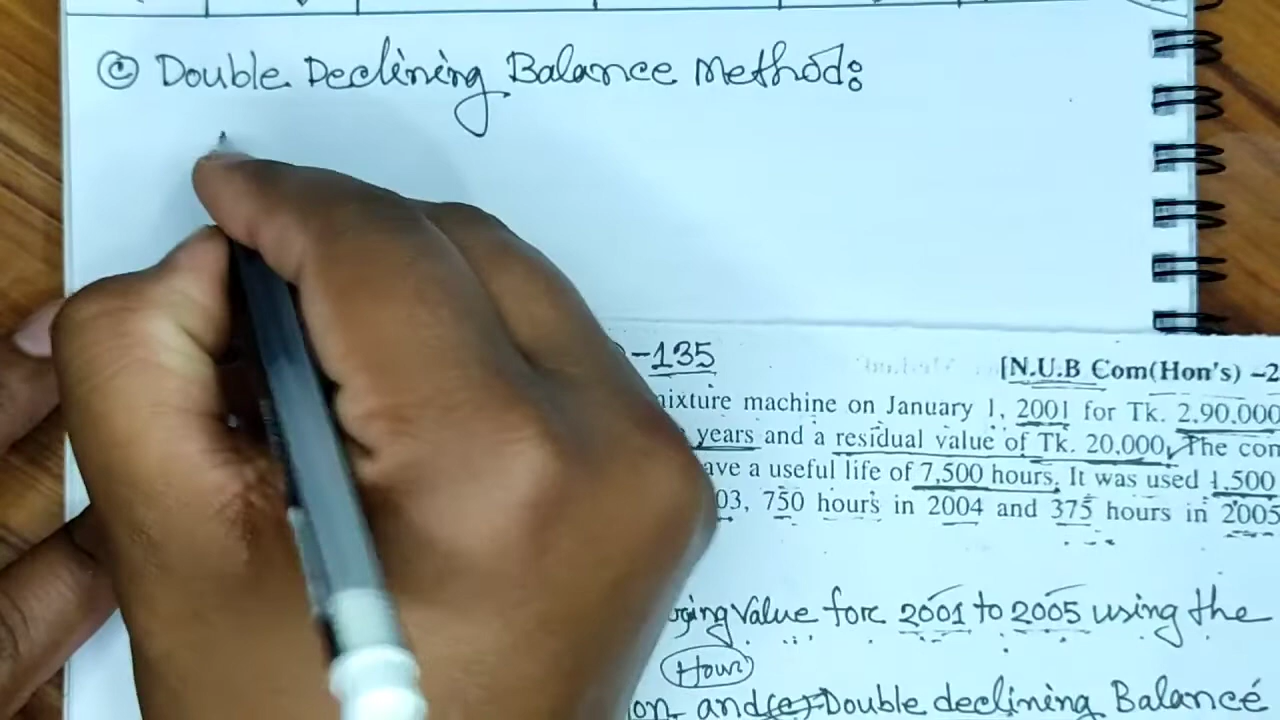 © Double Declining Balance Method:
-135
[N.U.B Com(Hon's) -2
mixture machine on January 1, 2001 for Tk. 2,90,000
years and a residual value of Tk. 20,000. The com
ave a useful life of 7,500 hours. It was used 1,500
03, 750 hours in 2004 and 375 hours in 2005
Value for 2001 to 2005 using the
Hour
on and (c) Double declining Balance